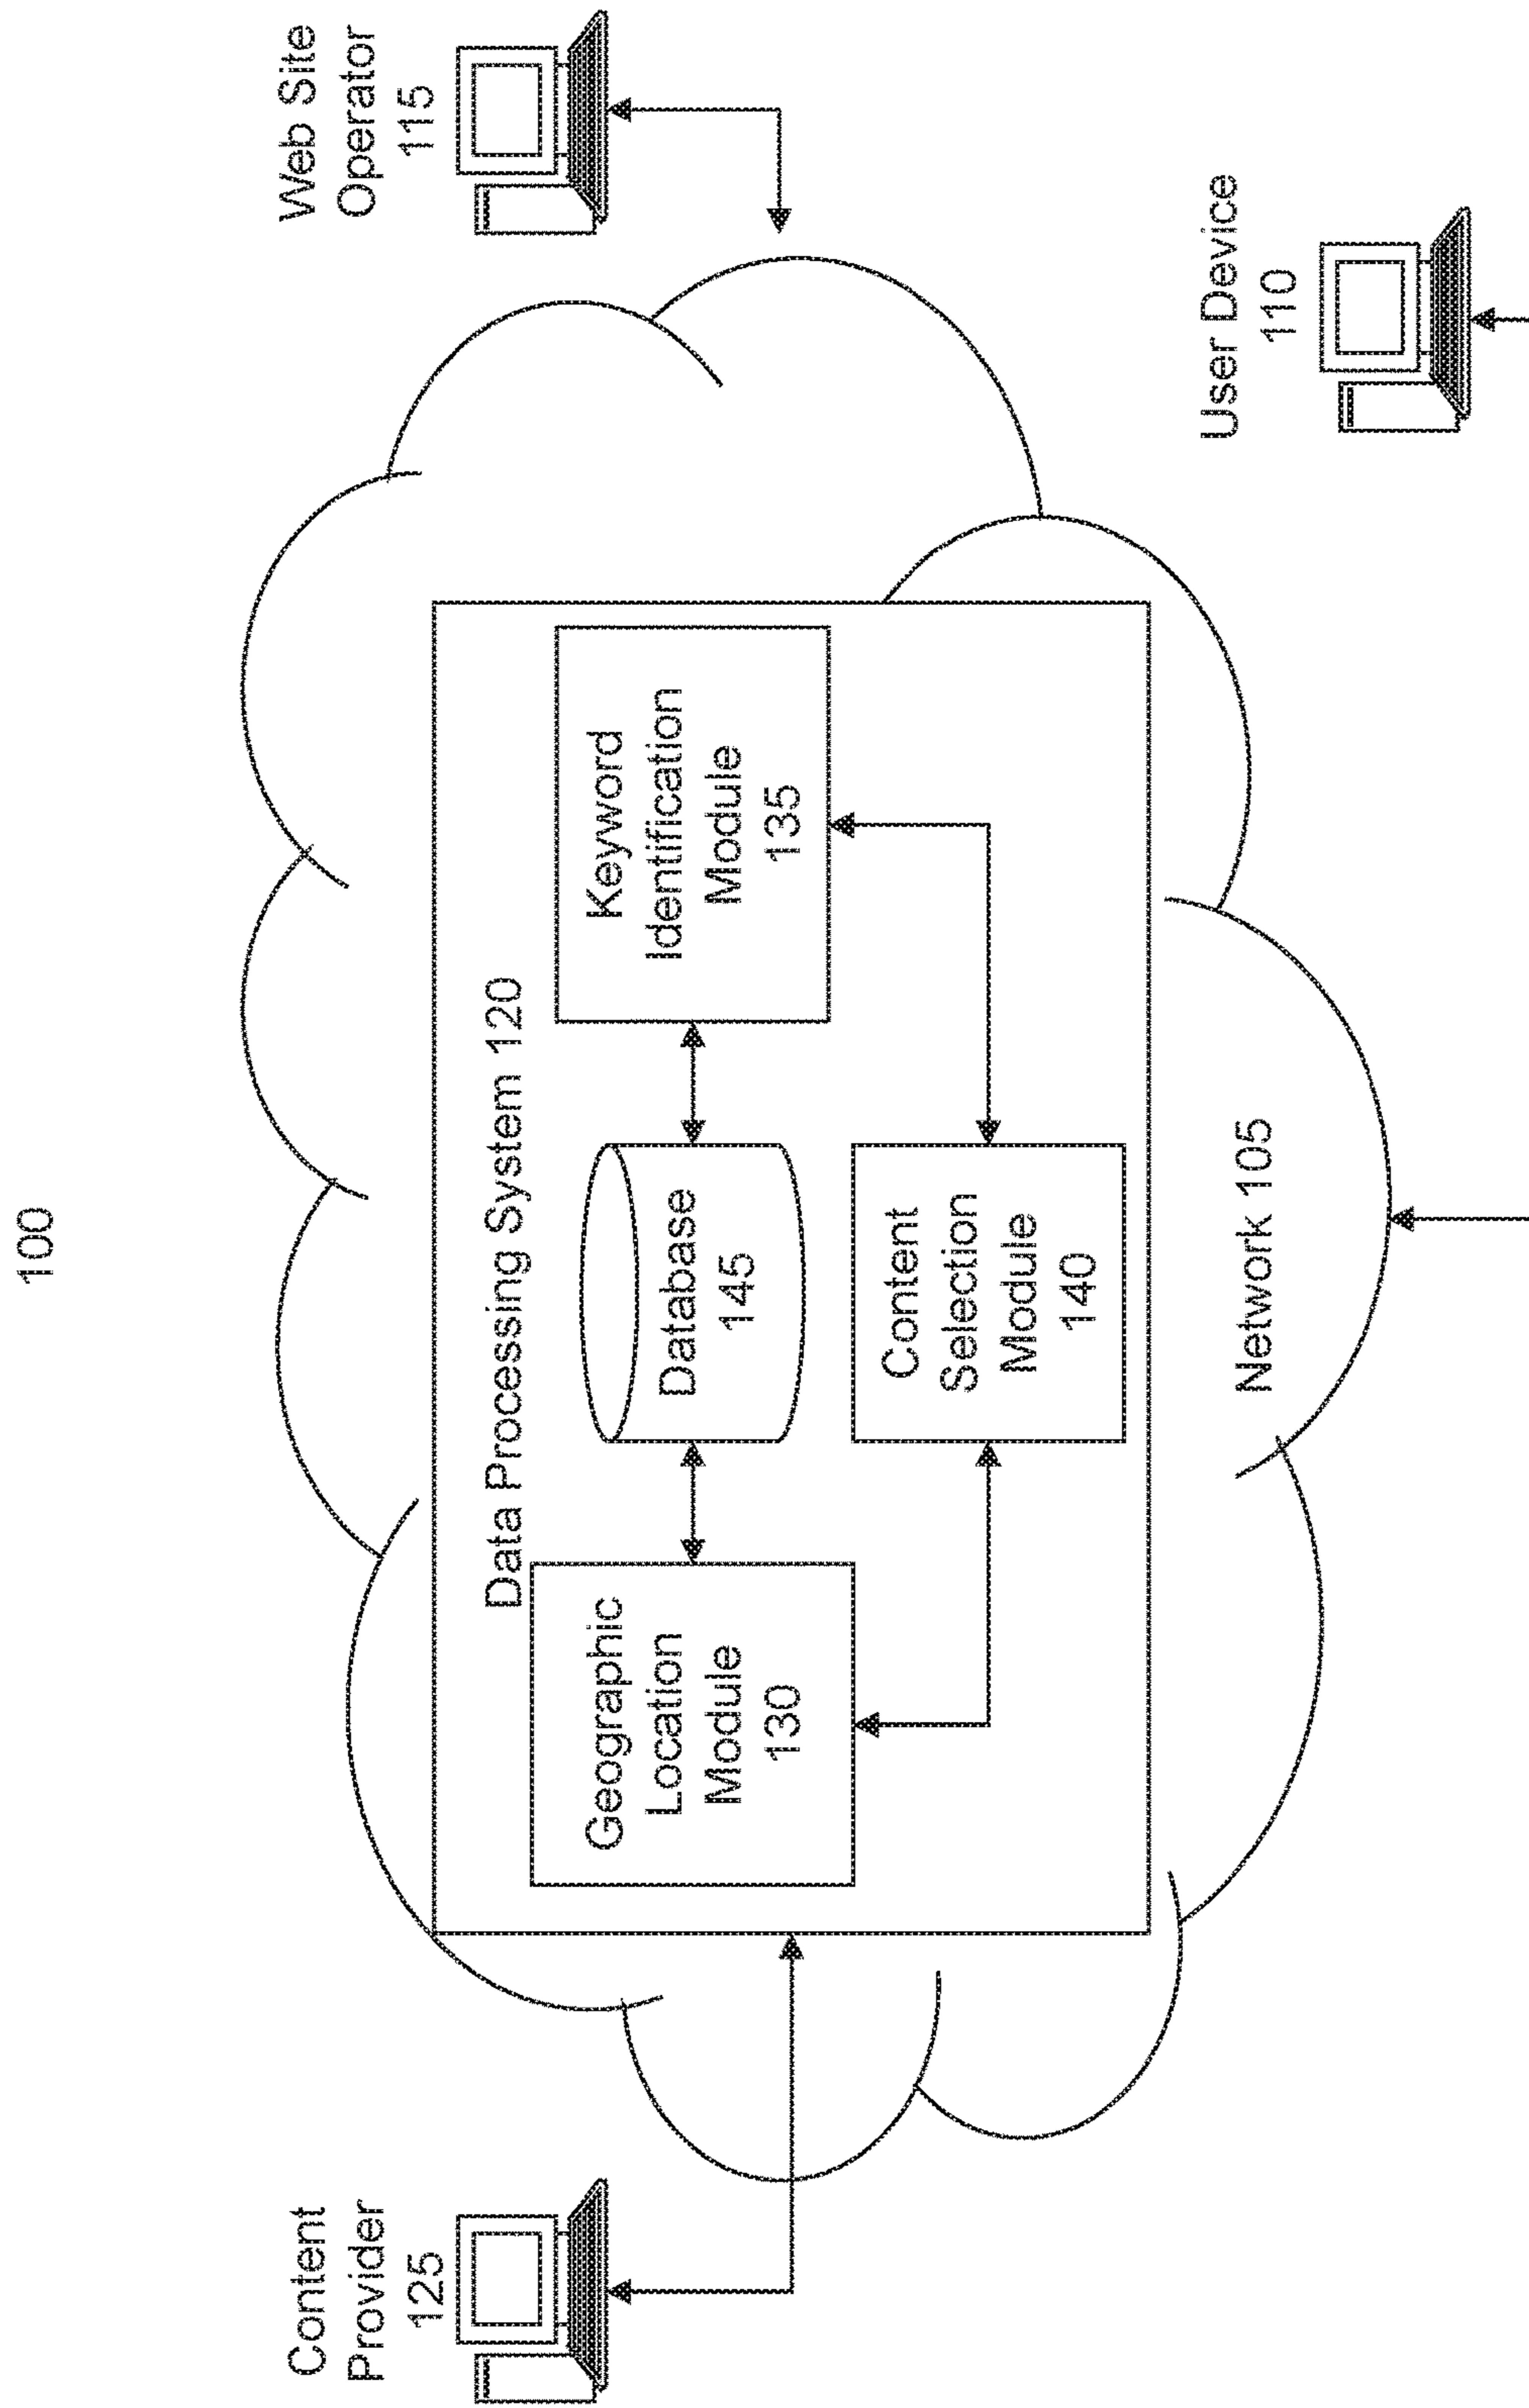 100
Content
Provider
125
Web Site
Operator
115
Data Processing System 120
Geographic
Location
Module
130
Database
145
Keyword
Identification
Module
135
Content
Selection
Module
140
Network 105
User Device
110